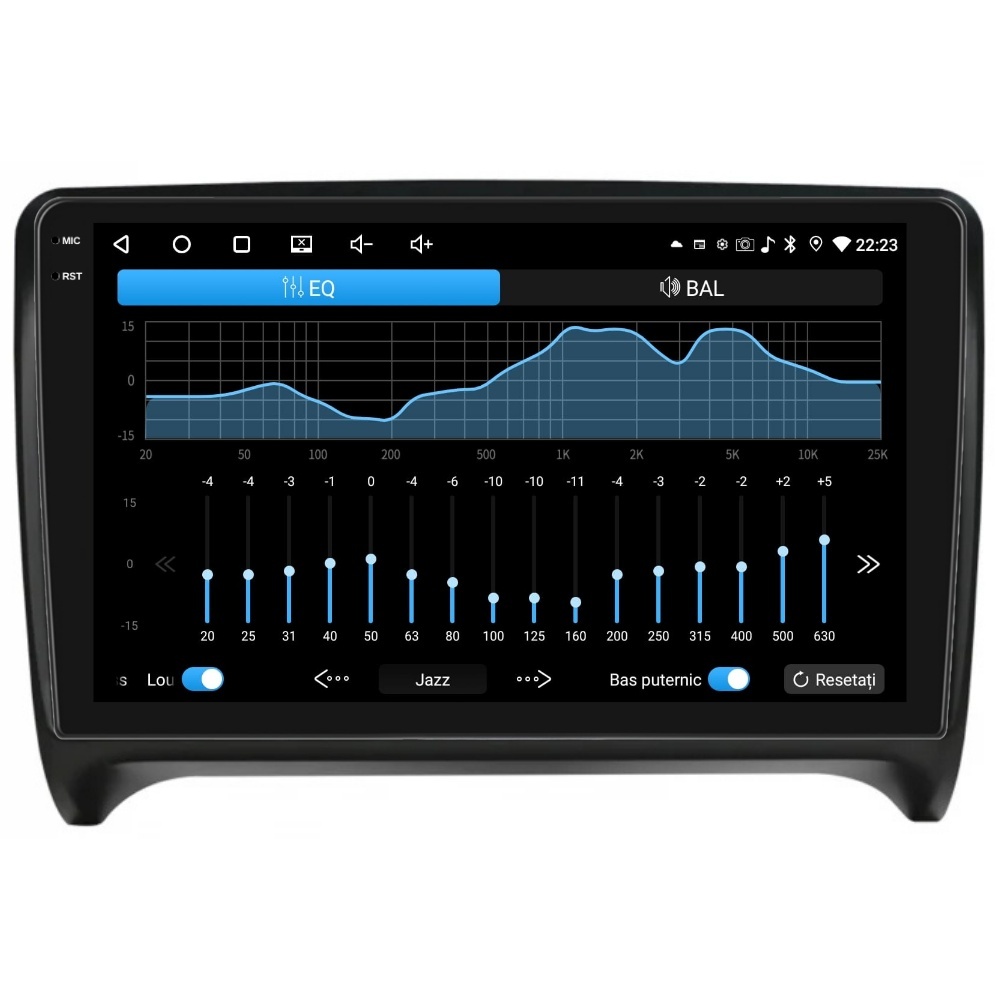 MIC
22:23
RST
EQ
BAL
15
0
-15
20 50 100 200 500 1K 2K 5K 10K 25K
-4 -4 -3 -1 0 -4 -6 -10 -10 -11 -4 -3 -2 -2 +2 +5
15
0
-15
20 25 31 40 50 63 80 100 125 160 200 250 315 400 500 630
s Lou Jazz Bas puternic Resetați